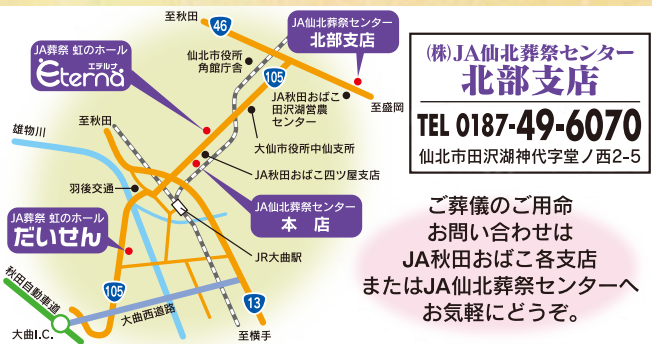 至秋田
46
JA仙北葬祭センター
北部支店
JA葬祭 虹のホール
エテルナ
eterna
仙北市役所
角館庁舎
105
JA秋田おばこ
田沢湖営農
センター
至盛岡
至秋田
雄物川
大仙市役所中仙支所
JA秋田おばこ四ツ屋支店
羽後交通
JA仙北葬祭センター
本 店
JA葬祭 虹のホール
だいせん
JR大曲駅
秋田自動車道
105
大曲西道路
13
大曲I.C.
至横手
(株)JA仙北葬祭センター
北部支店
TEL 0187-49-6070
仙北市田沢湖神代字堂ノ西2-5
ご葬儀のご用命
お問い合わせは
JA秋田おばこ各支店
またはJA仙北葬祭センターへ
お気軽にどうぞ。